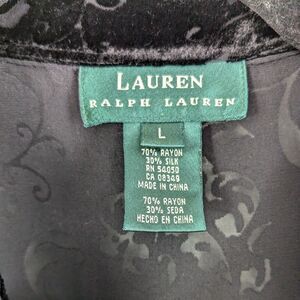 LAUREN
RALPH LAUREN
L
70% RAYON
30% SILK
RN 54050
CA 08349
MADE IN CHINA
70% RAYON
30% SEDA
HECHO EN CHINA